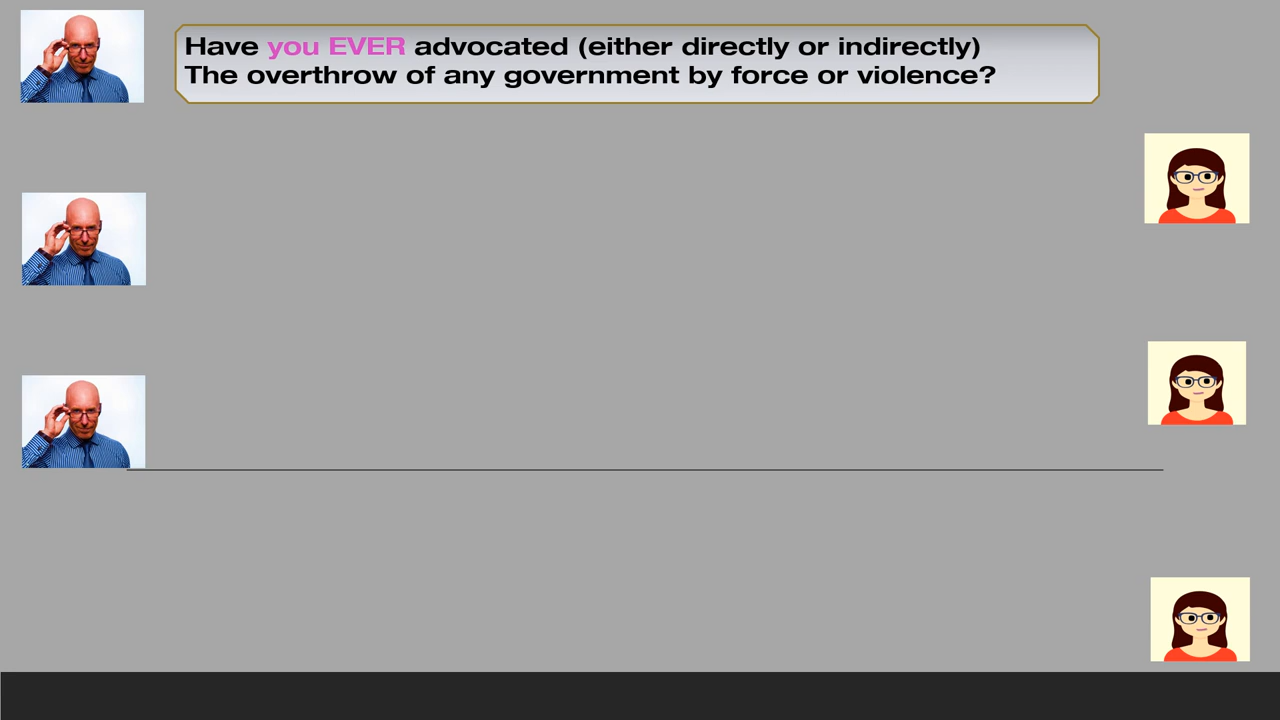 Have you EVER advocated (either directly or indirectly)
The overthrow of any government by force or violence?